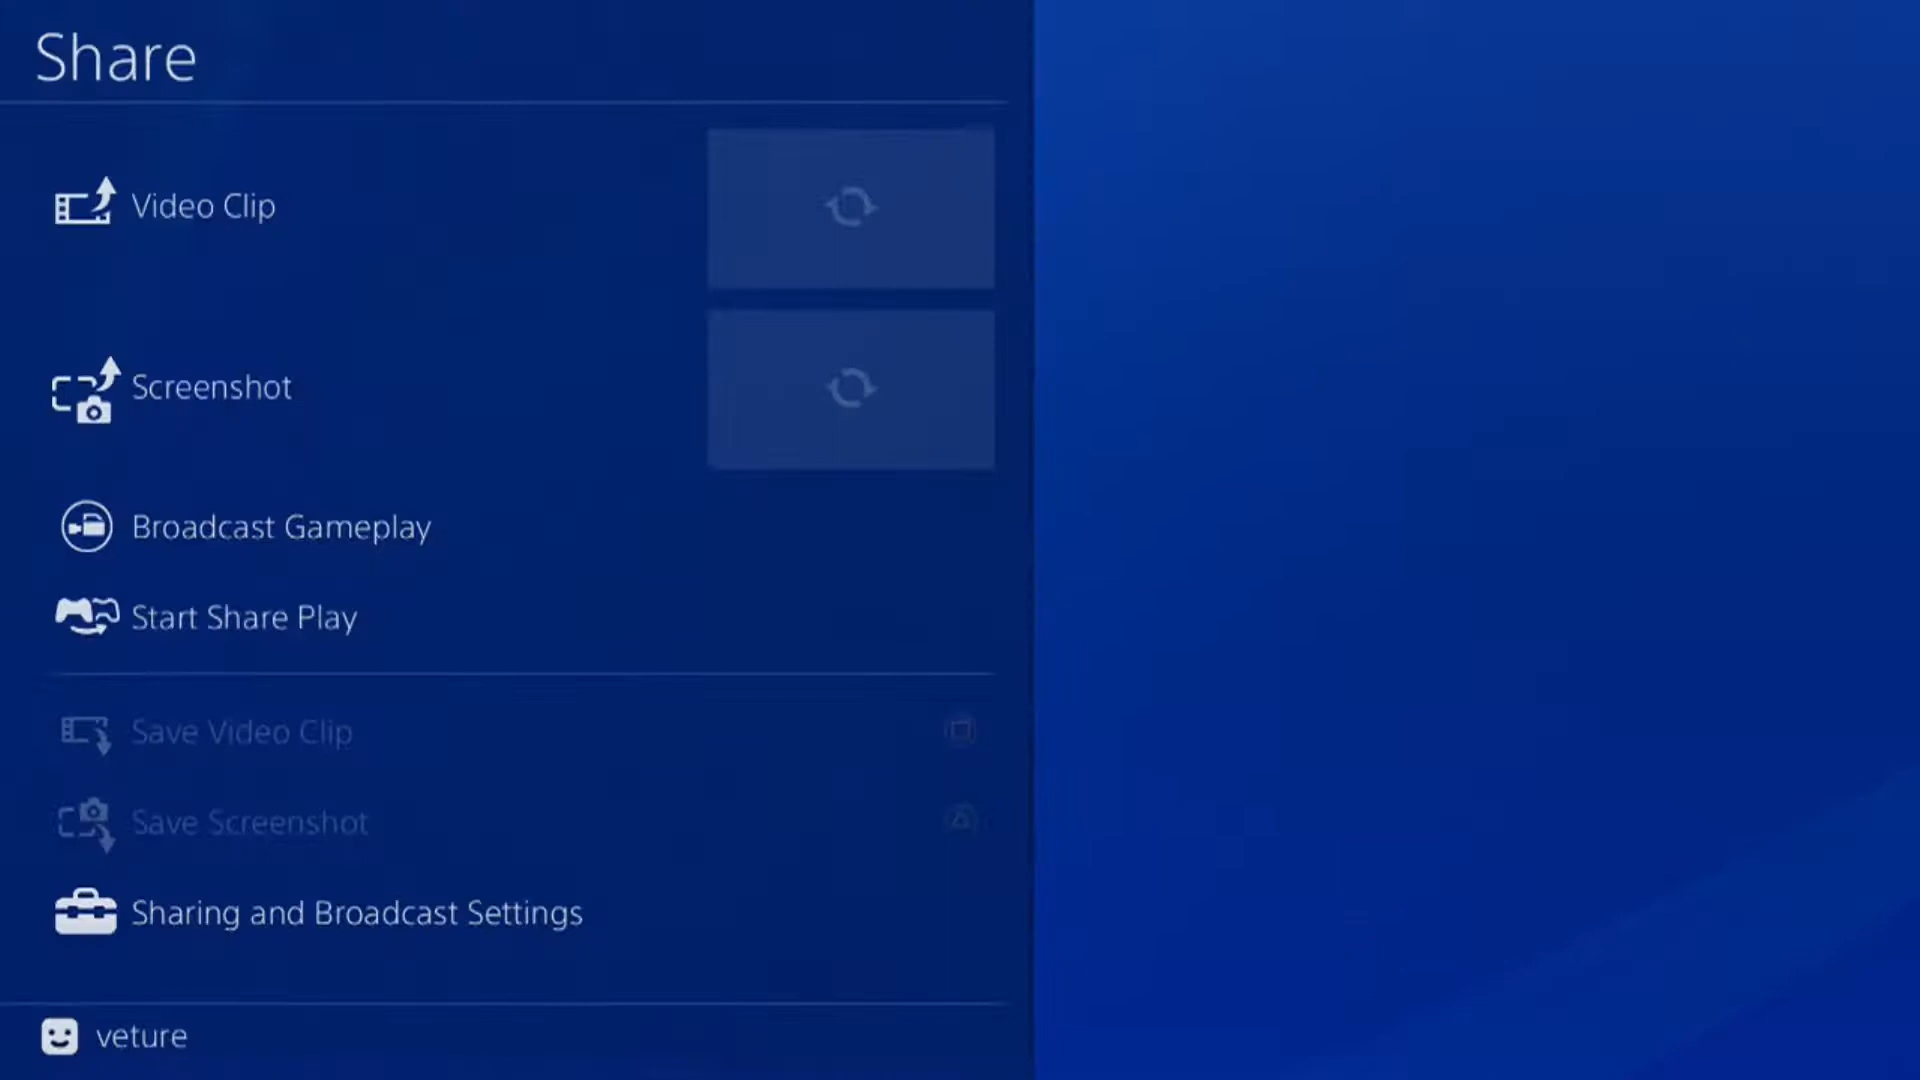 Share
Video Clip
Screenshot
Broadcast Gameplay
Start Share Play
Save Video Clip
Save Screenshot
Sharing and Broadcast Settings
veture